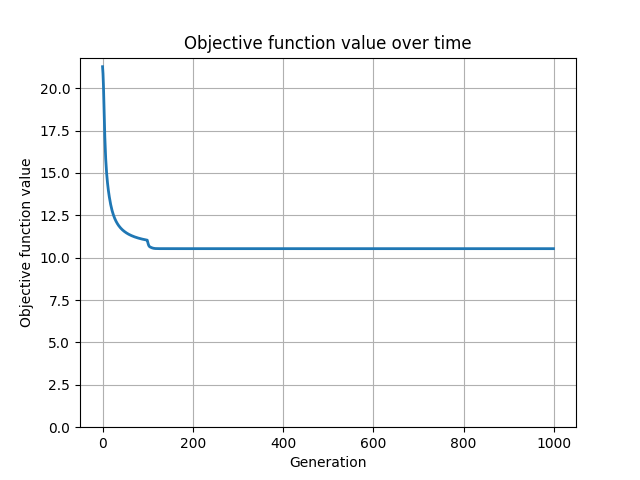 Objective function value over time
Objective function value
20.0
17.5
15.0
12.5
10.0
7.5
5.0
2.5
0.0
0 200 400 600 800 1000
Generation